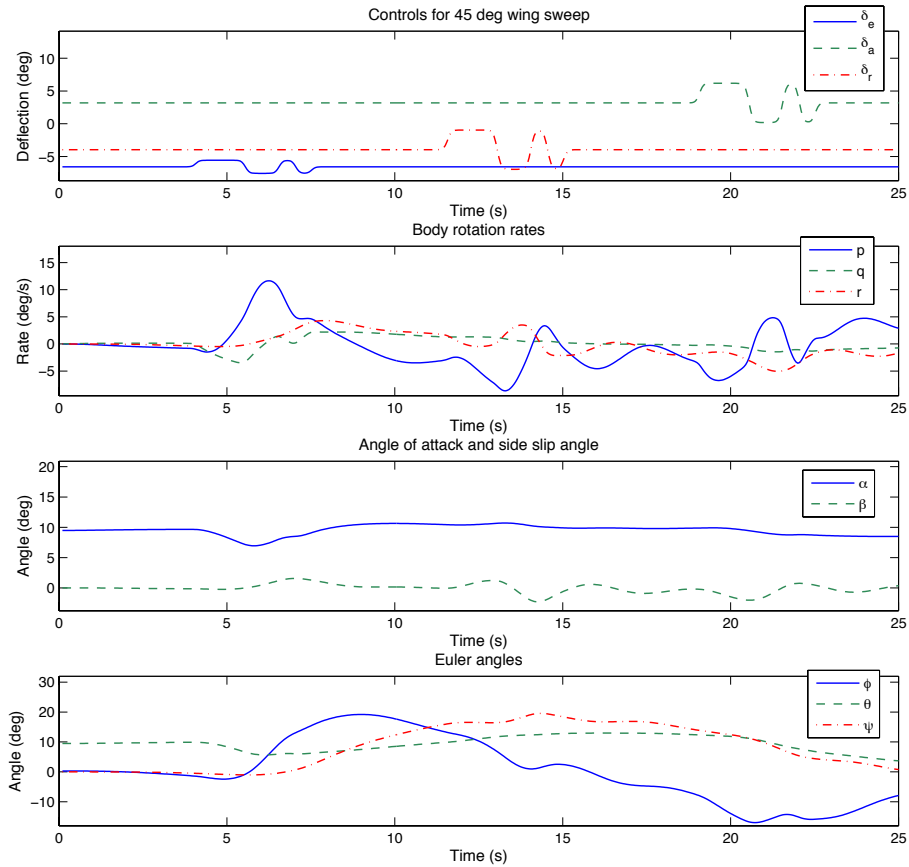 Controls for 45 deg wing sweep
Deflection (deg)
10
5
0
−5
δ_e
δ_a
δ_r
0 5 10 15 20 25
Time (s)
Body rotation rates
Rate (deg/s)
15
10
5
0
−5
p
q
r
0 5 10 15 20 25
Time (s)
Angle of attack and side slip angle
Angle (deg)
20
15
10
5
0
α
β
0 5 10 15 20 25
Time (s)
Euler angles
Angle (deg)
30
20
10
0
−10
ϕ
θ
ψ
0 5 10 15 20 25
Time (s)